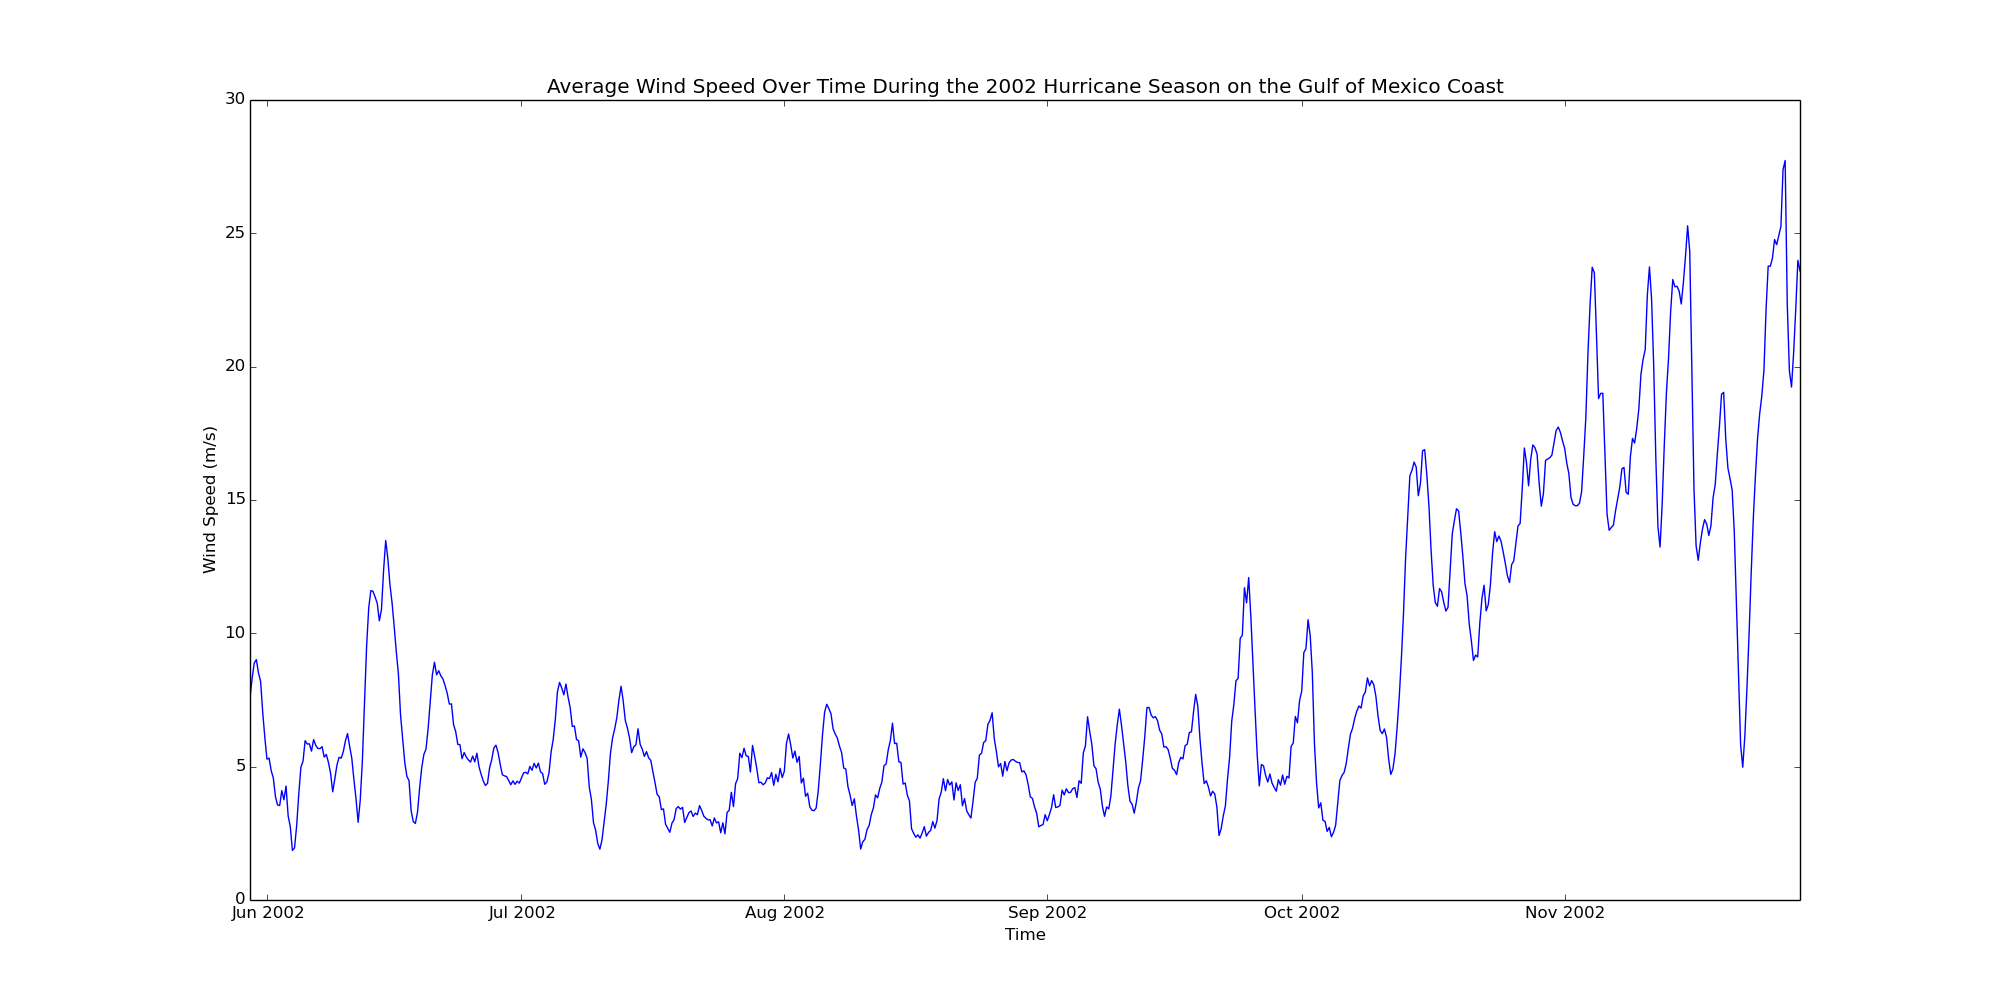 Average Wind Speed Over Time During the 2002 Hurricane Season on the Gulf of Mexico Coast
30
25
20
15
10
5
0
Wind Speed (m/s)
Jun 2002 Jul 2002 Aug 2002 Sep 2002 Oct 2002 Nov 2002
Time